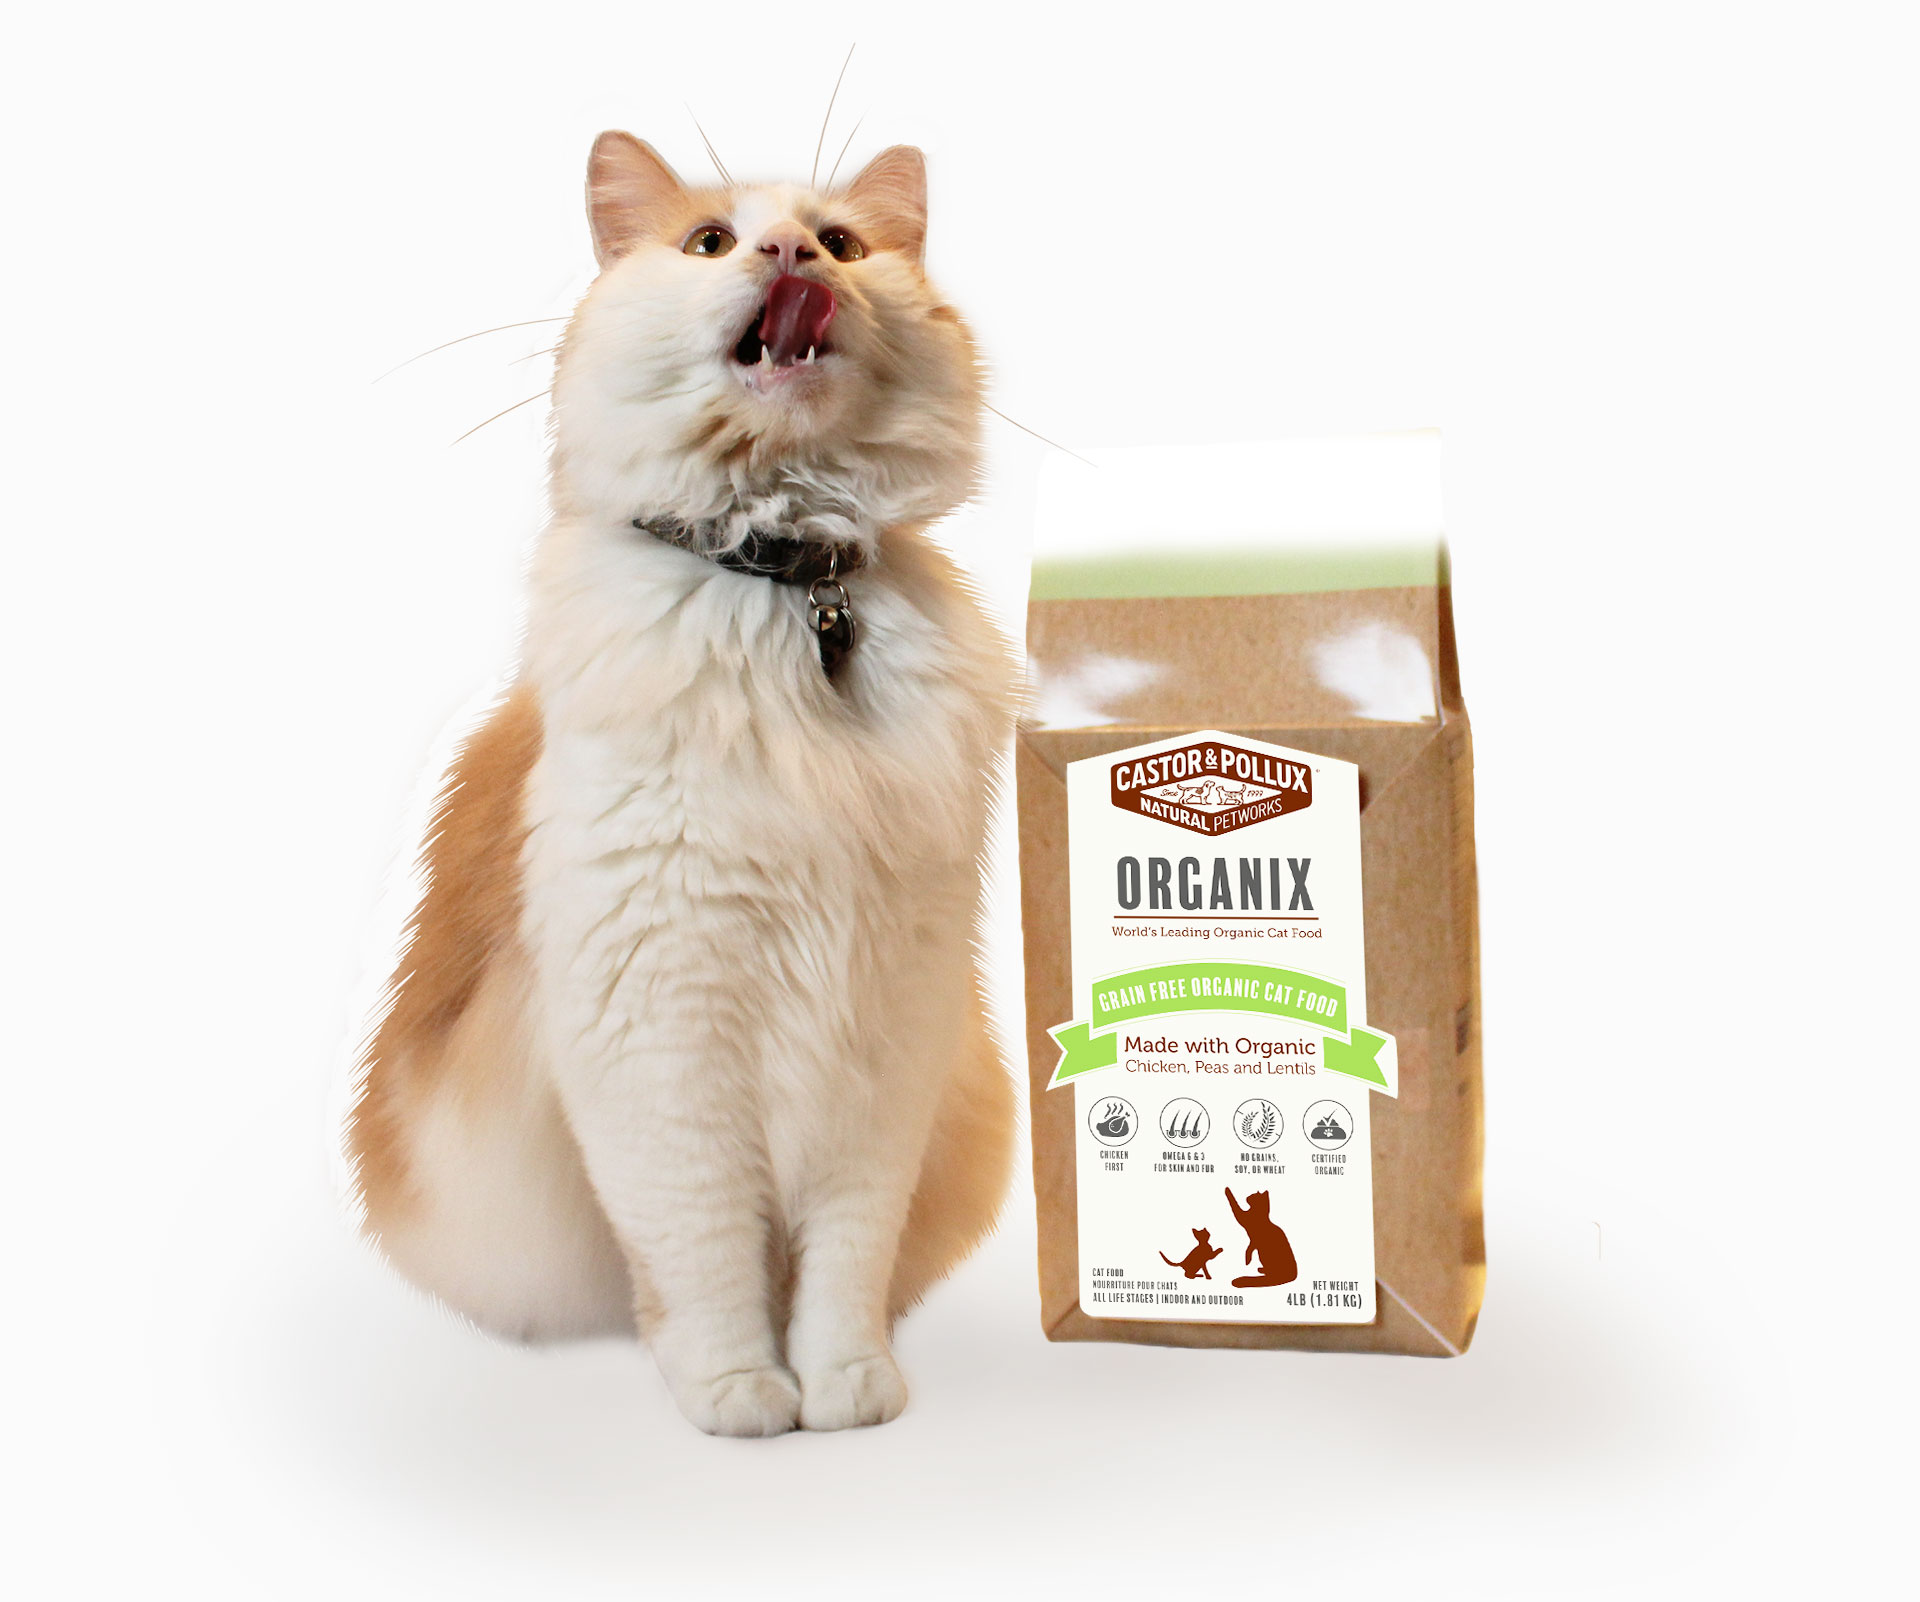 CASTOR & POLLUX
Since 1999
NATURAL PETWORKS
ORGANIX
World's Leading Organic Cat Food
GRAIN FREE ORGANIC CAT FOOD
Made with Organic
Chicken, Peas and Lentils
CHICKEN
FIRST
OMEGA 6 & 3
FOR SKIN AND FUR
NO GRAINS,
SOY, OR WHEAT
CERTIFIED
ORGANIC
CAT FOOD
NOURRITURE POUR CHATS
ALL LIFE STAGES | INDOOR AND OUTDOOR
NET WEIGHT
4LB (1.81 KG)